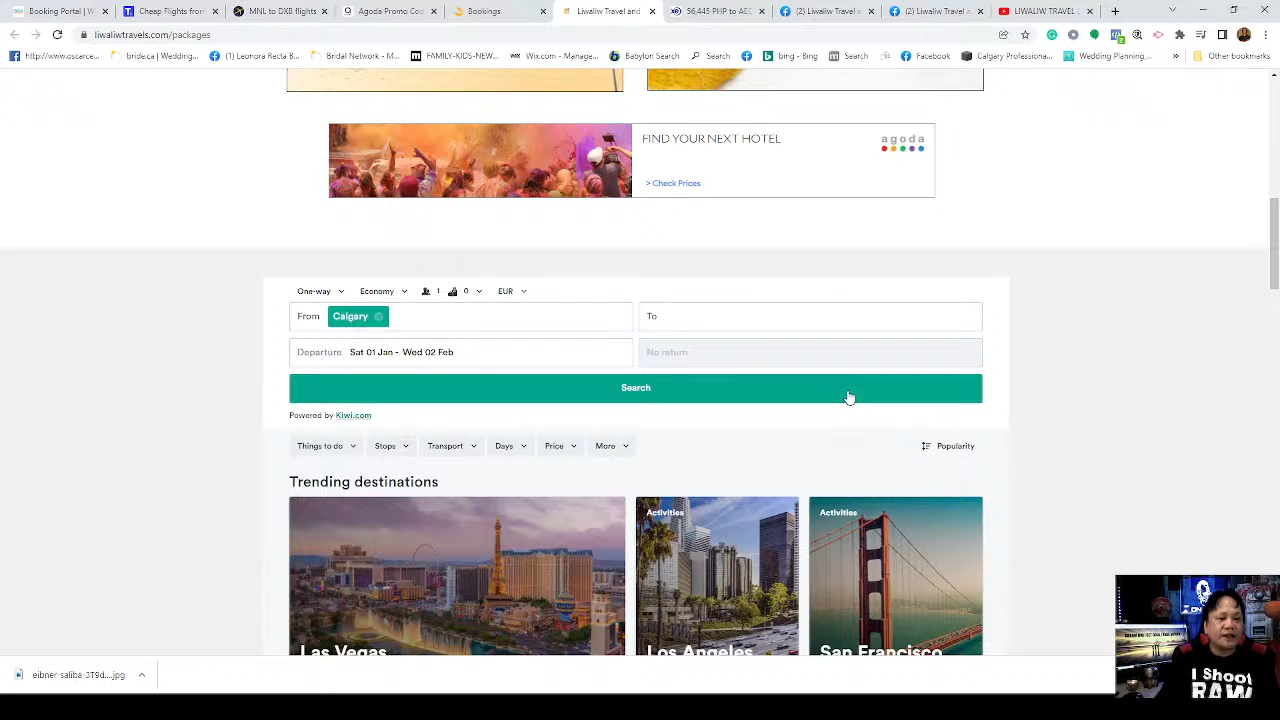 Booking Portal | W
Cheap Flights from
MNL to DXB flights
Agoda Promo Cod
Bookings
Liwaliw Travel and
56,445 PHP to AED
(2) Liwaliw Travel a
(2) Liwaliw Travel a
LIWALIW TRAVEL
liwaliwtravels.com/packages
http://www.oscaree...
bride.ca | Wedding...
(1) Leonora Recta B...
Bridal Network - M...
FAMILY-KIDS-NEW...
Wix.com - Manage...
Babylon Search
Search
bing - Bing
Search
Facebook
Calgary Professiona...
Wedding Planning,...
Other bookmarks
FIND YOUR NEXT HOTEL
agoda
> Check Prices
One-way Economy 1 0 EUR
From Calgary To
Departure Sat 01 Jan - Wed 02 Feb No return
Search
Powered by Kiwi.com
Things to do Stops Transport Days Price More Popularity
Trending destinations
Activities
Activities
Las Vegas
Los Angeles
San Francisco
eibner-saliba-3T9d....jpg
I Shoot
RAW